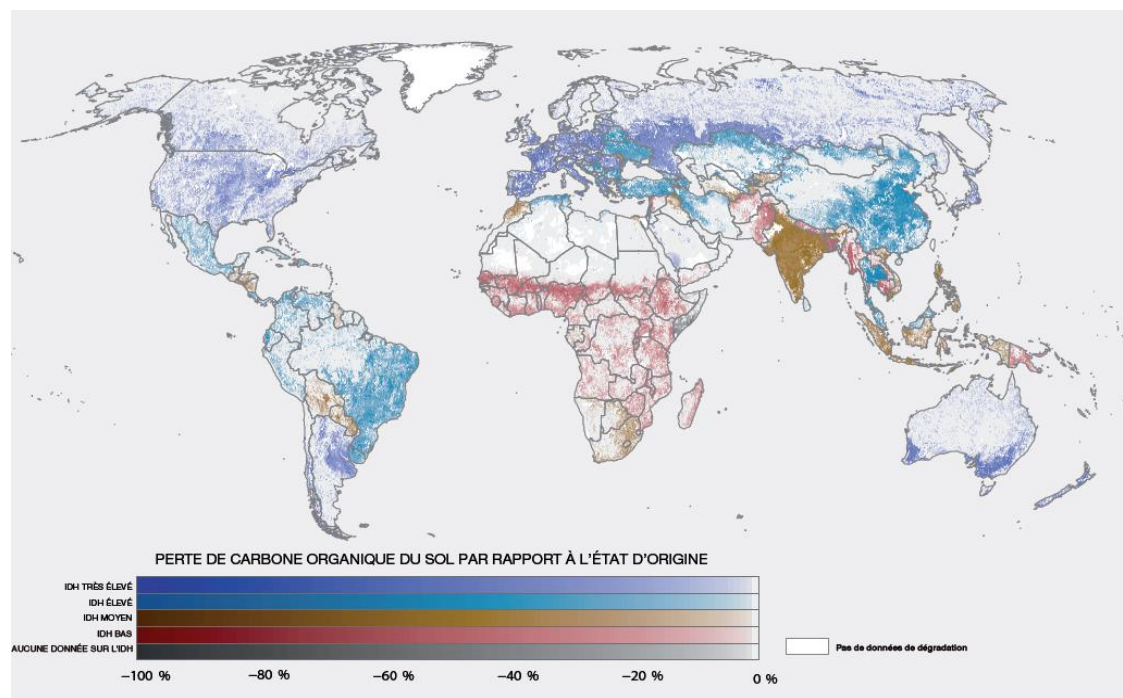 PERTE DE CARBONE ORGANIQUE DU SOL PAR RAPPORT À L'ÉTAT D'ORIGINE
IDH TRÈS ÉLEVÉ
IDH ÉLEVÉ
IDH MOYEN
IDH BAS
AUCUNE DONNÉE SUR L'IDH
Pas de données de dégradation
−100 % −80 % −60 % −40 % −20 % 0 %